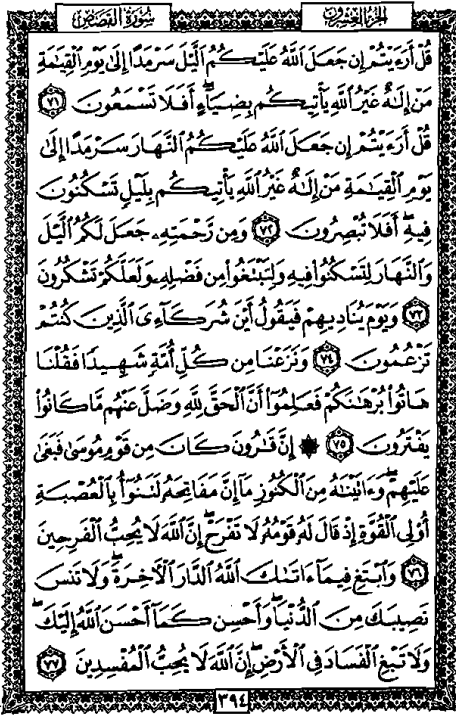 الجزء العشرون
سورة القصص
قُلْ أَرَءَيْتُمْ إِن جَعَلَ ٱللَّهُ عَلَيْكُمُ ٱلَّيْلَ سَرْمَدًا إِلَىٰ يَوْمِ ٱلْقِيَٰمَةِ
مَنْ إِلَٰهٌ غَيْرُ ٱللَّهِ يَأْتِيكُم بِضِيَآءٍ ۖ أَفَلَا تَسْمَعُونَ ٧١
قُلْ أَرَءَيْتُمْ إِن جَعَلَ ٱللَّهُ عَلَيْكُمُ ٱلنَّهَارَ سَرْمَدًا إِلَىٰ
يَوْمِ ٱلْقِيَٰمَةِ مَنْ إِلَٰهٌ غَيْرُ ٱللَّهِ يَأْتِيكُم بِلَيْلٍ تَسْكُنُونَ
فِيهِ ۖ أَفَلَا تُبْصِرُونَ ٧٢ وَمِن رَّحْمَتِهِۦ جَعَلَ لَكُمُ ٱلَّيْلَ
وَٱلنَّهَارَ لِتَسْكُنُوا۟ فِيهِ وَلِتَبْتَغُوا۟ مِن فَضْلِهِۦ وَلَعَلَّكُمْ تَشْكُرُونَ
٧٣ وَيَوْمَ يُنَادِيهِمْ فَيَقُولُ أَيْنَ شُرَكَآءِىَ ٱلَّذِينَ كُنتُمْ
تَزْعُمُونَ ٧٤ وَنَزَعْنَا مِن كُلِّ أُمَّةٍ شَهِيدًا فَقُلْنَا
هَاتُوا۟ بُرْهَٰنَكُمْ فَعَلِمُوٓا۟ أَنَّ ٱلْحَقَّ لِلَّهِ وَضَلَّ عَنْهُم مَّا كَانُوا۟
يَفْتَرُونَ ٧٥ ۞ إِنَّ قَٰرُونَ كَانَ مِن قَوْمِ مُوسَىٰ فَبَغَىٰ
عَلَيْهِمْ ۖ وَءَاتَيْنَٰهُ مِنَ ٱلْكُنُوزِ مَآ إِنَّ مَفَاتِحَهُۥ لَتَنُوٓأُ بِٱلْعُصْبَةِ
أُو۟لِى ٱلْقُوَّةِ إِذْ قَالَ لَهُۥ قَوْمُهُۥ لَا تَفْرَحْ ۖ إِنَّ ٱللَّهَ لَا يُحِبُّ ٱلْفَرِحِينَ
٧٦ وَٱبْتَغِ فِيمَآ ءَاتَىٰكَ ٱللَّهُ ٱلدَّارَ ٱلْءَاخِرَةَ ۖ وَلَا تَنسَ
نَصِيبَكَ مِنَ ٱلدُّنْيَا ۖ وَأَحْسِن كَمَآ أَحْسَنَ ٱللَّهُ إِلَيْكَ ۖ
وَلَا تَبْغِ ٱلْفَسَادَ فِى ٱلْأَرْضِ ۖ إِنَّ ٱللَّهَ لَا يُحِبُّ ٱلْمُفْسِدِينَ ٧٧
٣٩٤